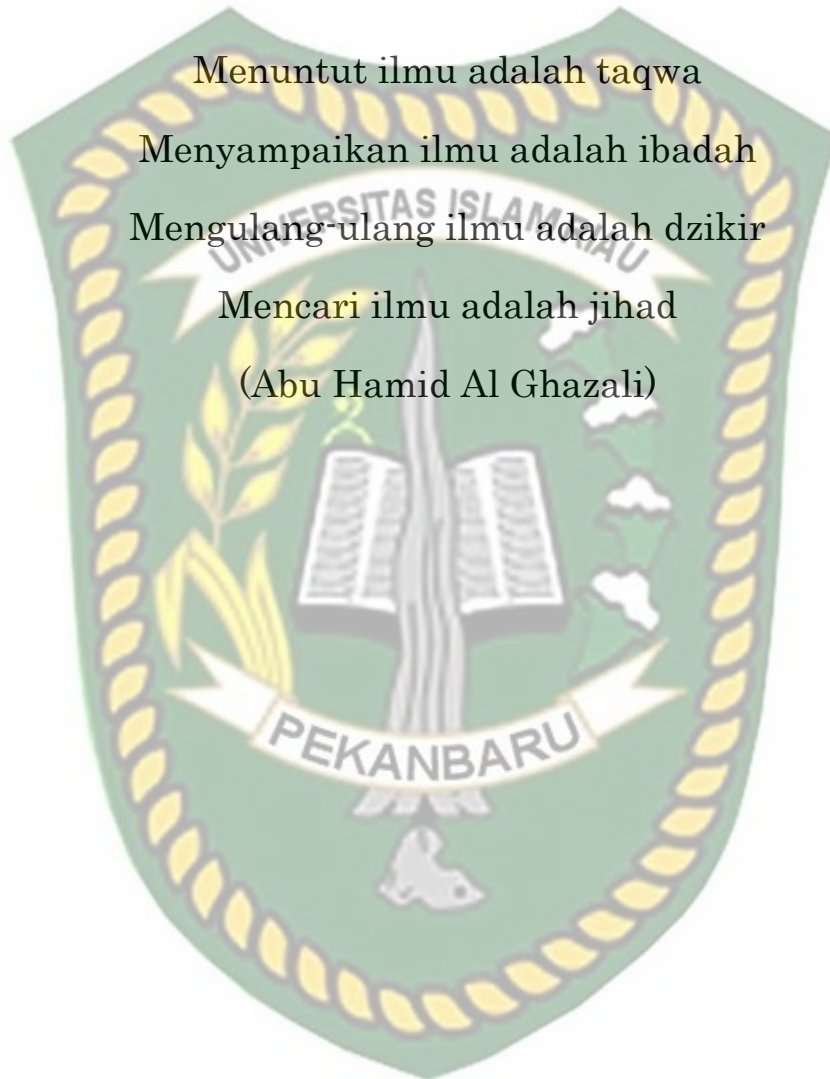 Menuntut ilmu adalah taqwa
Menyampaikan ilmu adalah ibadah
UNIVERSITAS ISLAM RIAU
Mengulang-ulang ilmu adalah dzikir
Mencari ilmu adalah jihad
(Abu Hamid Al Ghazali)
PEKANBARU